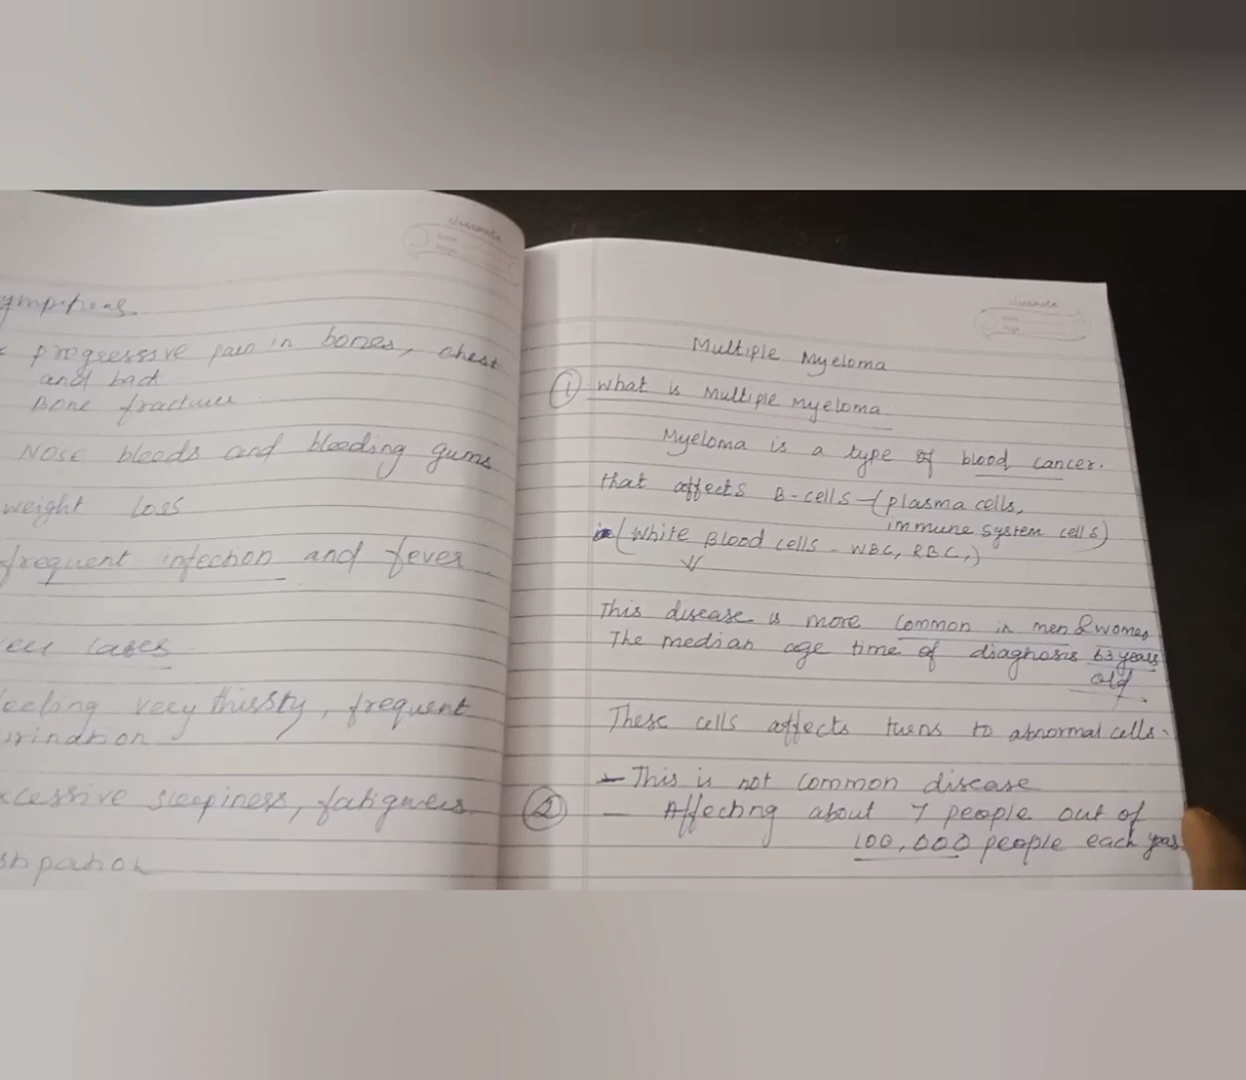 classmate
ymptoms
progressive pain in bones, chest
and back
Bone fracture
Nose bleeds and bleeding gums
weight loss
frequent infection and fever
cases
eeling very thirsty, frequent
urination
xcessive sleepiness, fatigueness
stipation
classmate
Multiple Myeloma
① What is Multiple Myeloma
Myeloma is a type of blood cancer.
that affects B-cells - (plasma cells,
immune system cells)
(White Blood cells - WBC, RBC,)
This disease is more common in men & women
The median age time of diagnosis 63 years
old.
These cells affects turns to abnormal cells.
- This is not common disease
② - Affecting about 7 people out of
100,000 people each year